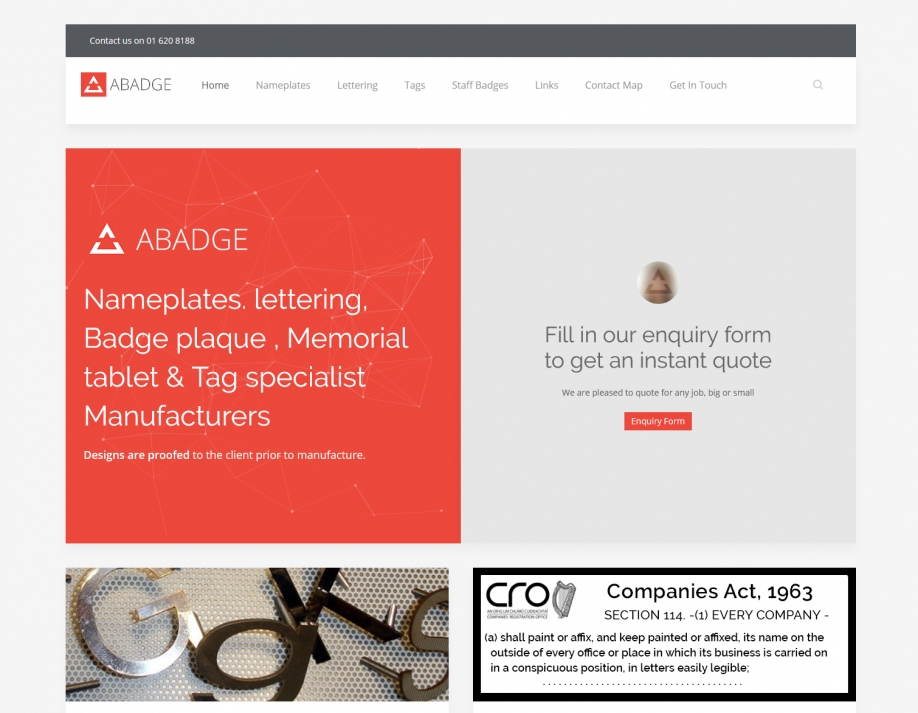 Contact us on 01 620 8188
ABADGE
Home
Nameplates
Lettering
Tags
Staff Badges
Links
Contact Map
Get In Touch
ABADGE
Nameplates. lettering,
Badge plaque , Memorial
tablet & Tag specialist
Manufacturers
Designs are proofed to the client prior to manufacture.
Fill in our enquiry form
to get an instant quote
We are pleased to quote for any job, big or small
Enquiry Form
cro
COMPANIES REGISTRATION OFFICE
Companies Act, 1963
SECTION 114. -(1) EVERY COMPANY -
(a) shall paint or affix, and keep painted or affixed, its name on the
outside of every office or place in which its business is carried on
in a conspicuous position, in letters easily legible;